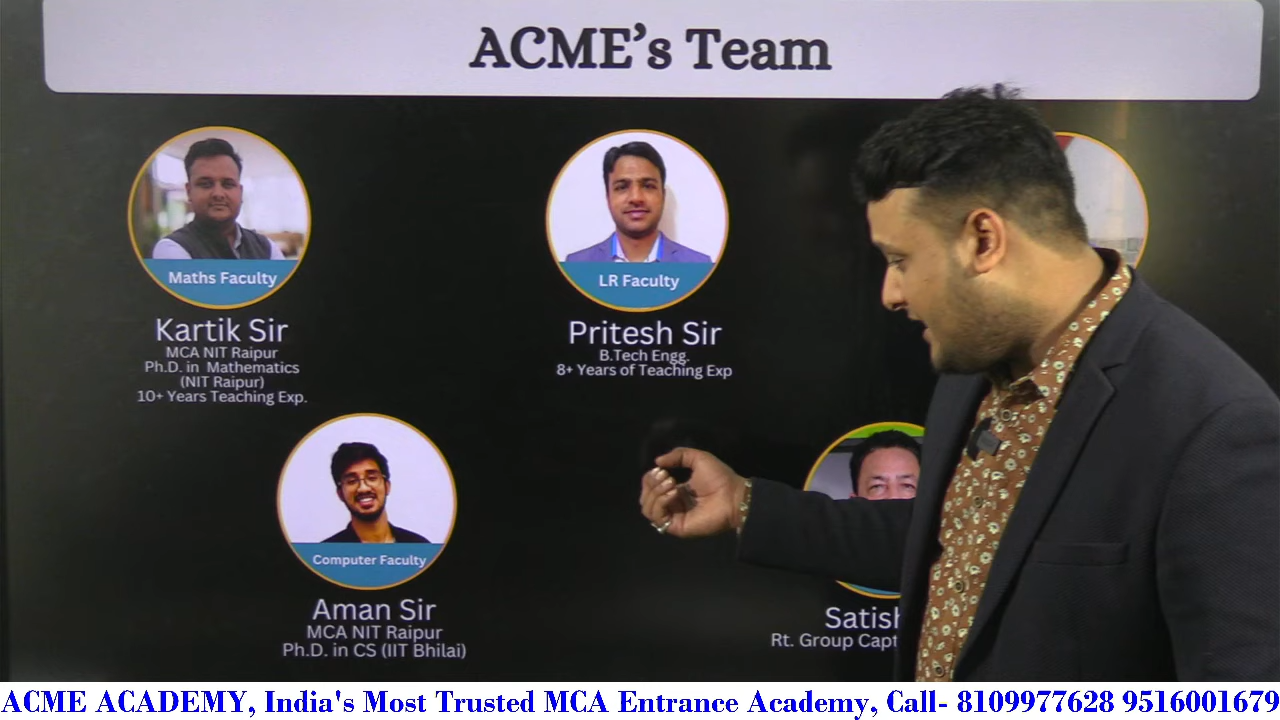 ACME's Team
Maths Faculty
Kartik Sir
MCA NIT Raipur
Ph.D. in Mathematics
(NIT Raipur)
10+ Years Teaching Exp.
LR Faculty
Pritesh Sir
B.Tech Engg.
8+ Years of Teaching Exp
Computer Faculty
Aman Sir
MCA NIT Raipur
Ph.D. in CS (IIT Bhilai)
Satish
Rt. Group Capt
ACME ACADEMY, India's Most Trusted MCA Entrance Academy, Call- 8109977628 9516001679